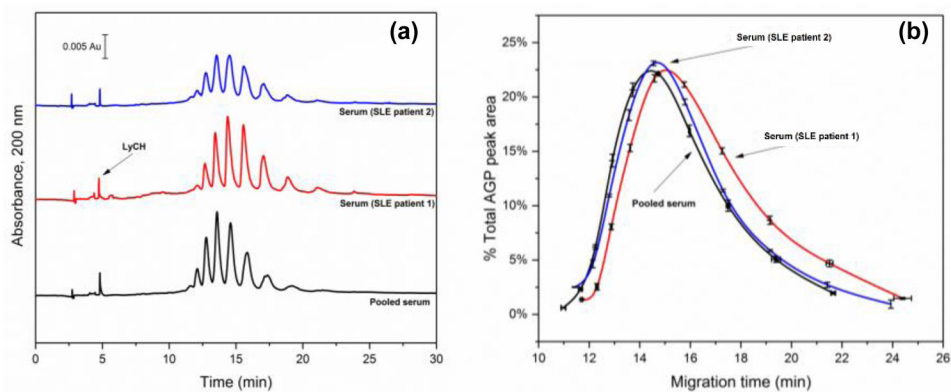 (a)
0.005 Au
Serum (SLE patient 2)
LyCH
Serum (SLE patient 1)
Pooled serum
Absorbance, 200 nm
0 5 10 15 20 25 30
Time (min)
(b)
Serum (SLE patient 2)
Serum (SLE patient 1)
Pooled serum
% Total AGP peak area
25%
20%
15%
10%
5%
0%
10 12 14 16 18 20 22 24 26
Migration time (min)